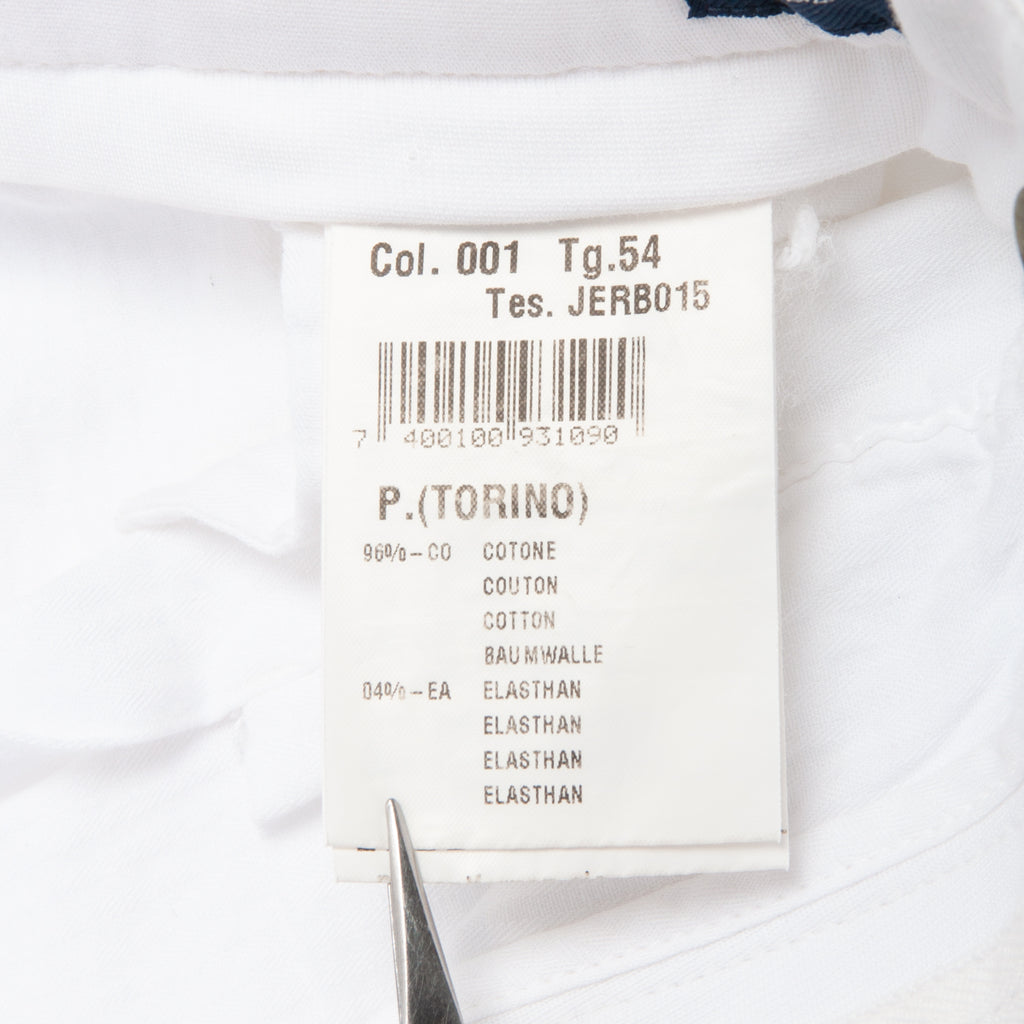 Col. 001 Tg.54
Tes. JERB015
7 400100 931090
P.(TORINO)
96%-CO COTONE
COUTON
COTTON
BAUMWALLE
04%-EA ELASTHAN
ELASTHAN
ELASTHAN
ELASTHAN